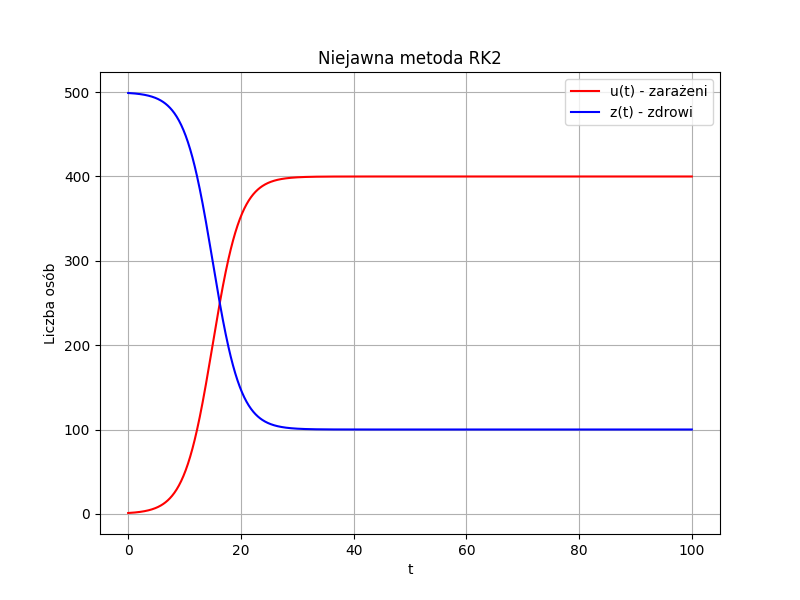 Niejawna metoda RK2
u(t) - zarażeni
z(t) - zdrowi
500
400
300
200
100
0
Liczba osób
0 20 40 60 80 100
t